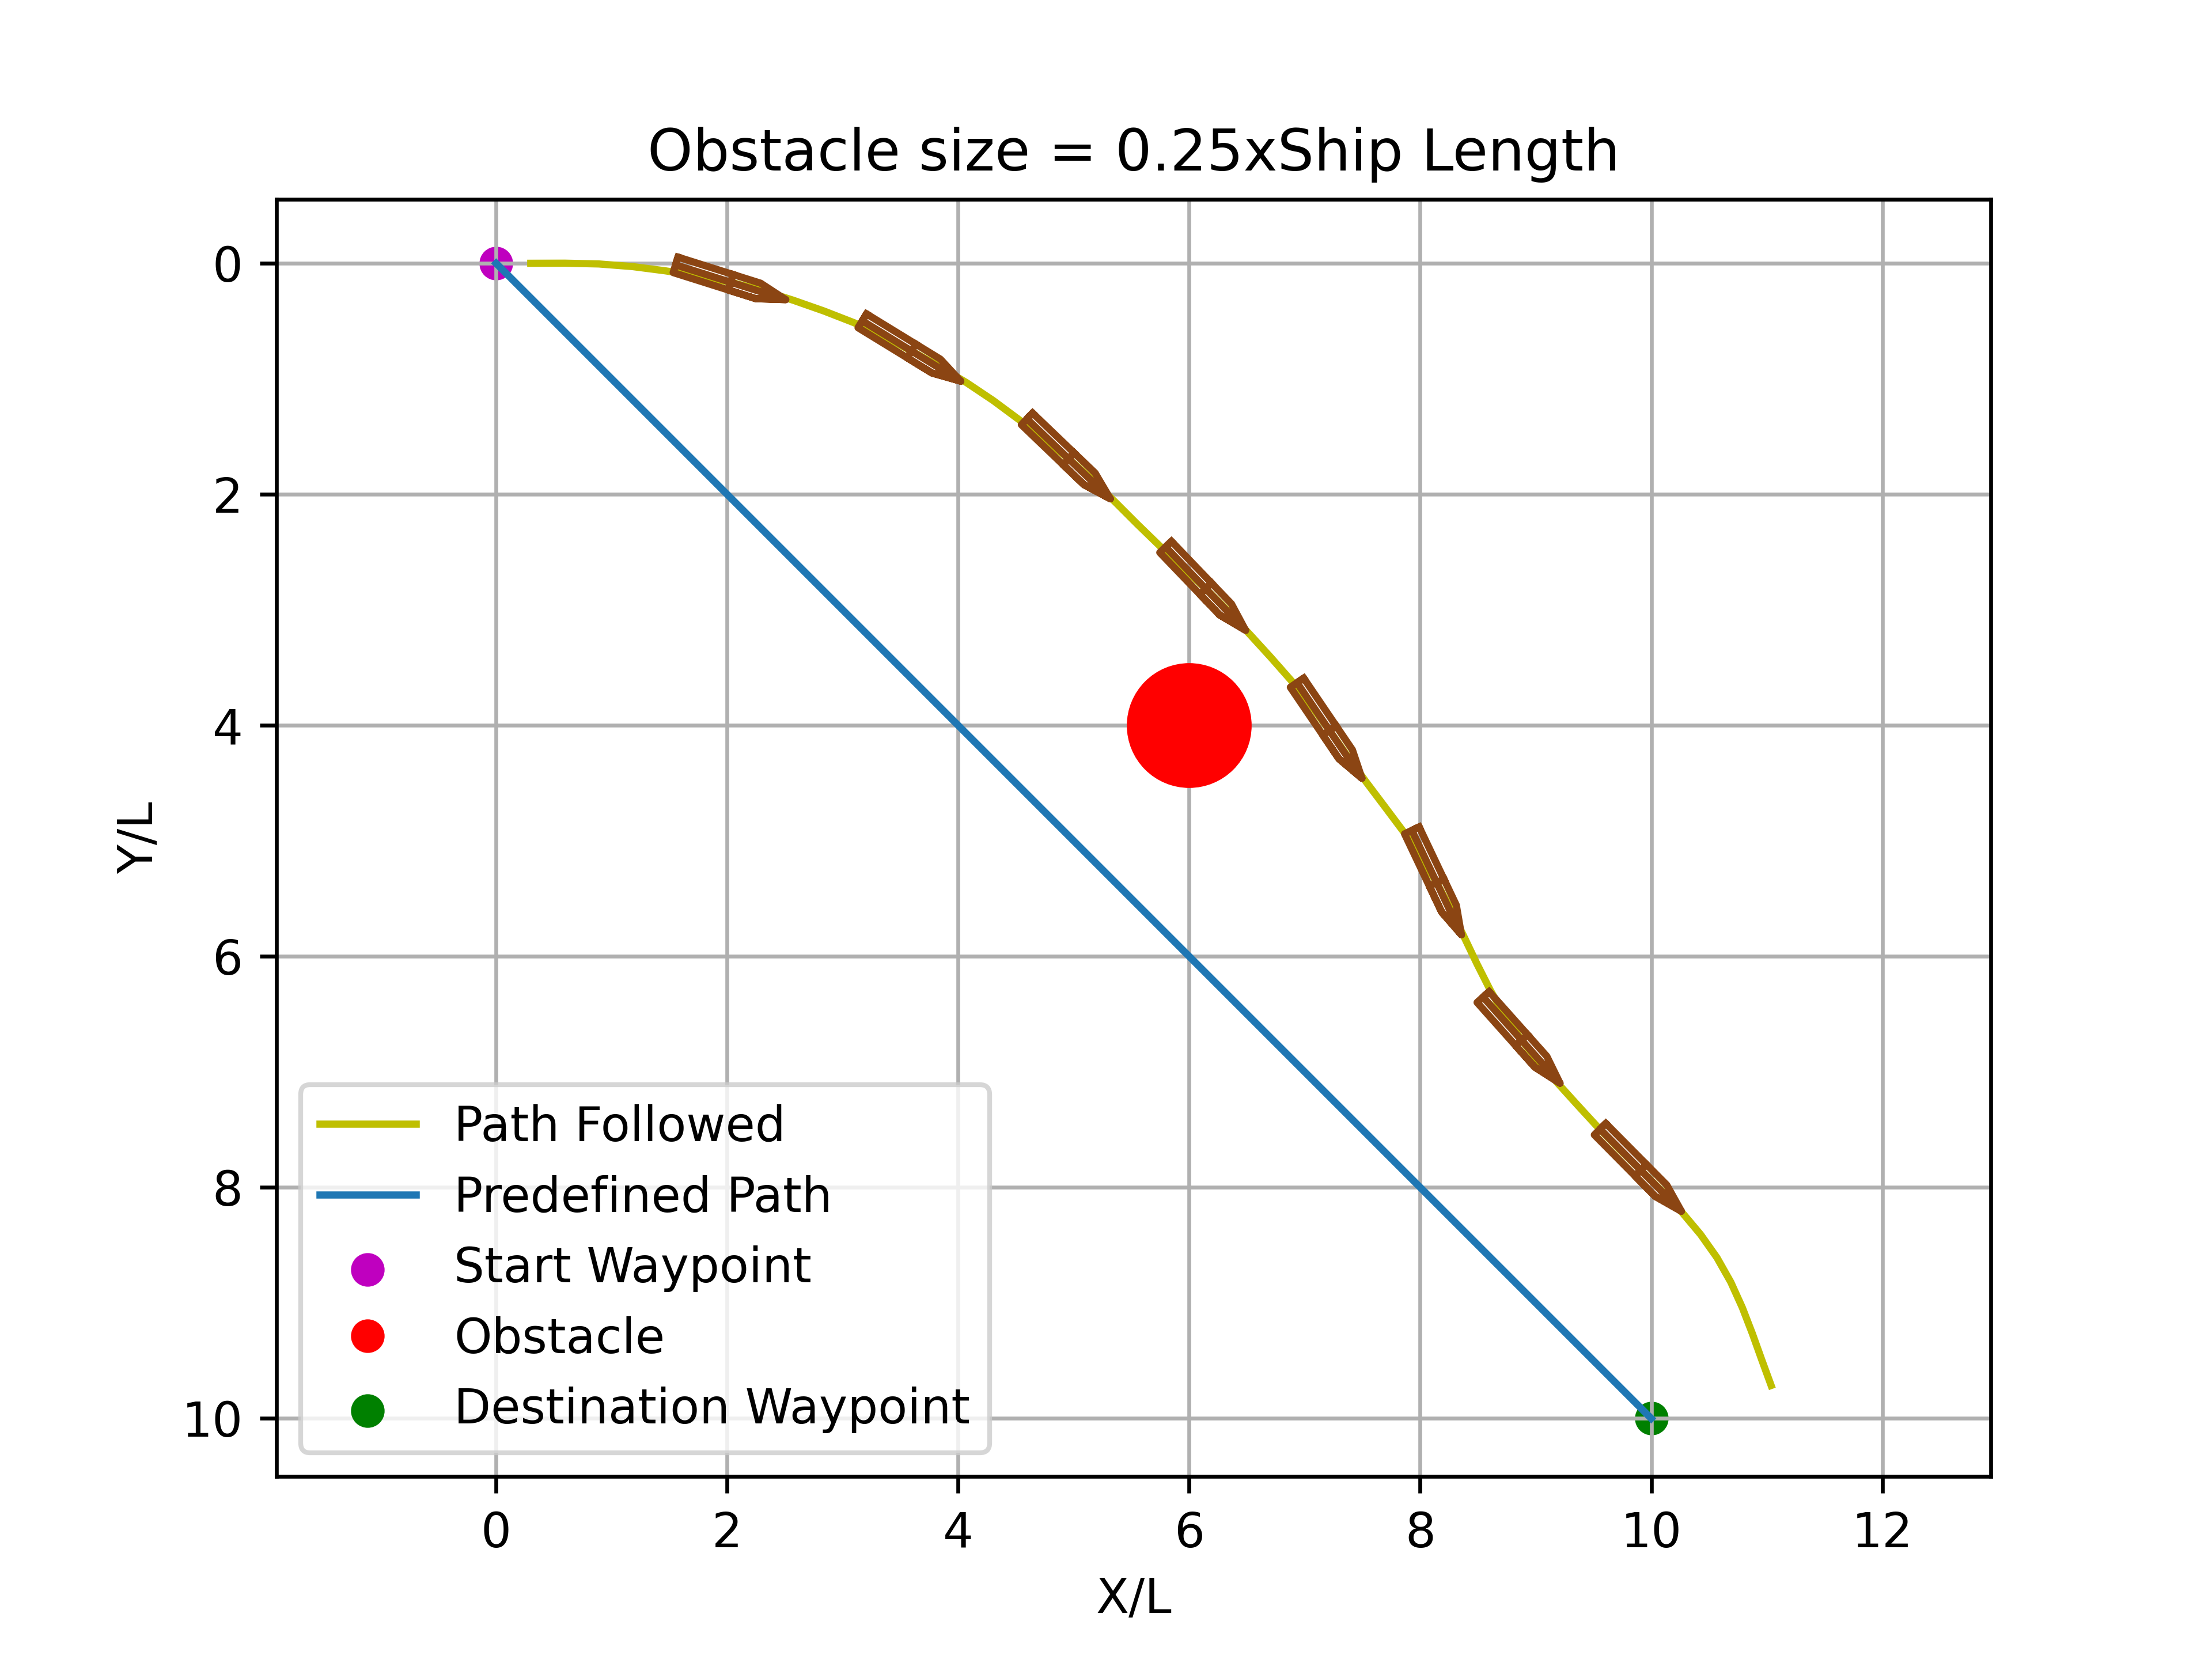 Obstacle size = 0.25xShip Length
0
2
4
6
8
10
Y/L
Path Followed
Predefined Path
Start Waypoint
Obstacle
Destination Waypoint
0 2 4 6 8 10 12
X/L